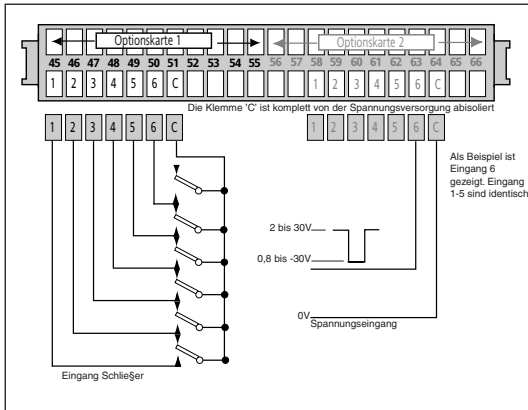 Optionskarte 1 Optionskarte 2
45 46 47 48 49 50 51 52 53 54 55 56 57 58 59 60 61 62 63 64 65 66
1 2 3 4 5 6 C 1 2 3 4 5 6 C
Die Klemme 'C' ist komplett von der Spannungsversorgung abisoliert
1 2 3 4 5 6 C 1 2 3 4 5 6 C
Als Beispiel ist
Eingang 6
gezeigt. Eingang
1-5 sind identisch
2 bis 30V
0,8 bis -30V
0V
Spannungseingang
Eingang Schlie§er